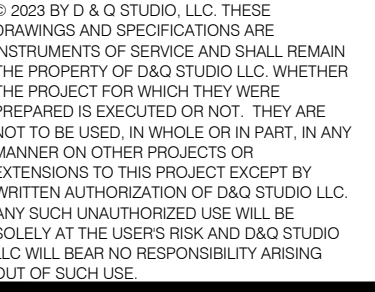 © 2023 BY D & Q STUDIO, LLC. THESE
DRAWINGS AND SPECIFICATIONS ARE
INSTRUMENTS OF SERVICE AND SHALL REMAIN
THE PROPERTY OF D&Q STUDIO LLC. WHETHER
THE PROJECT FOR WHICH THEY WERE
PREPARED IS EXECUTED OR NOT.  THEY ARE
NOT TO BE USED, IN WHOLE OR IN PART, IN ANY
MANNER ON OTHER PROJECTS OR
EXTENSIONS TO THIS PROJECT EXCEPT BY
WRITTEN AUTHORIZATION OF D&Q STUDIO LLC.
ANY SUCH UNAUTHORIZED USE WILL BE
SOLELY AT THE USER'S RISK AND D&Q STUDIO
LLC WILL BEAR NO RESPONSIBILITY ARISING
OUT OF SUCH USE.